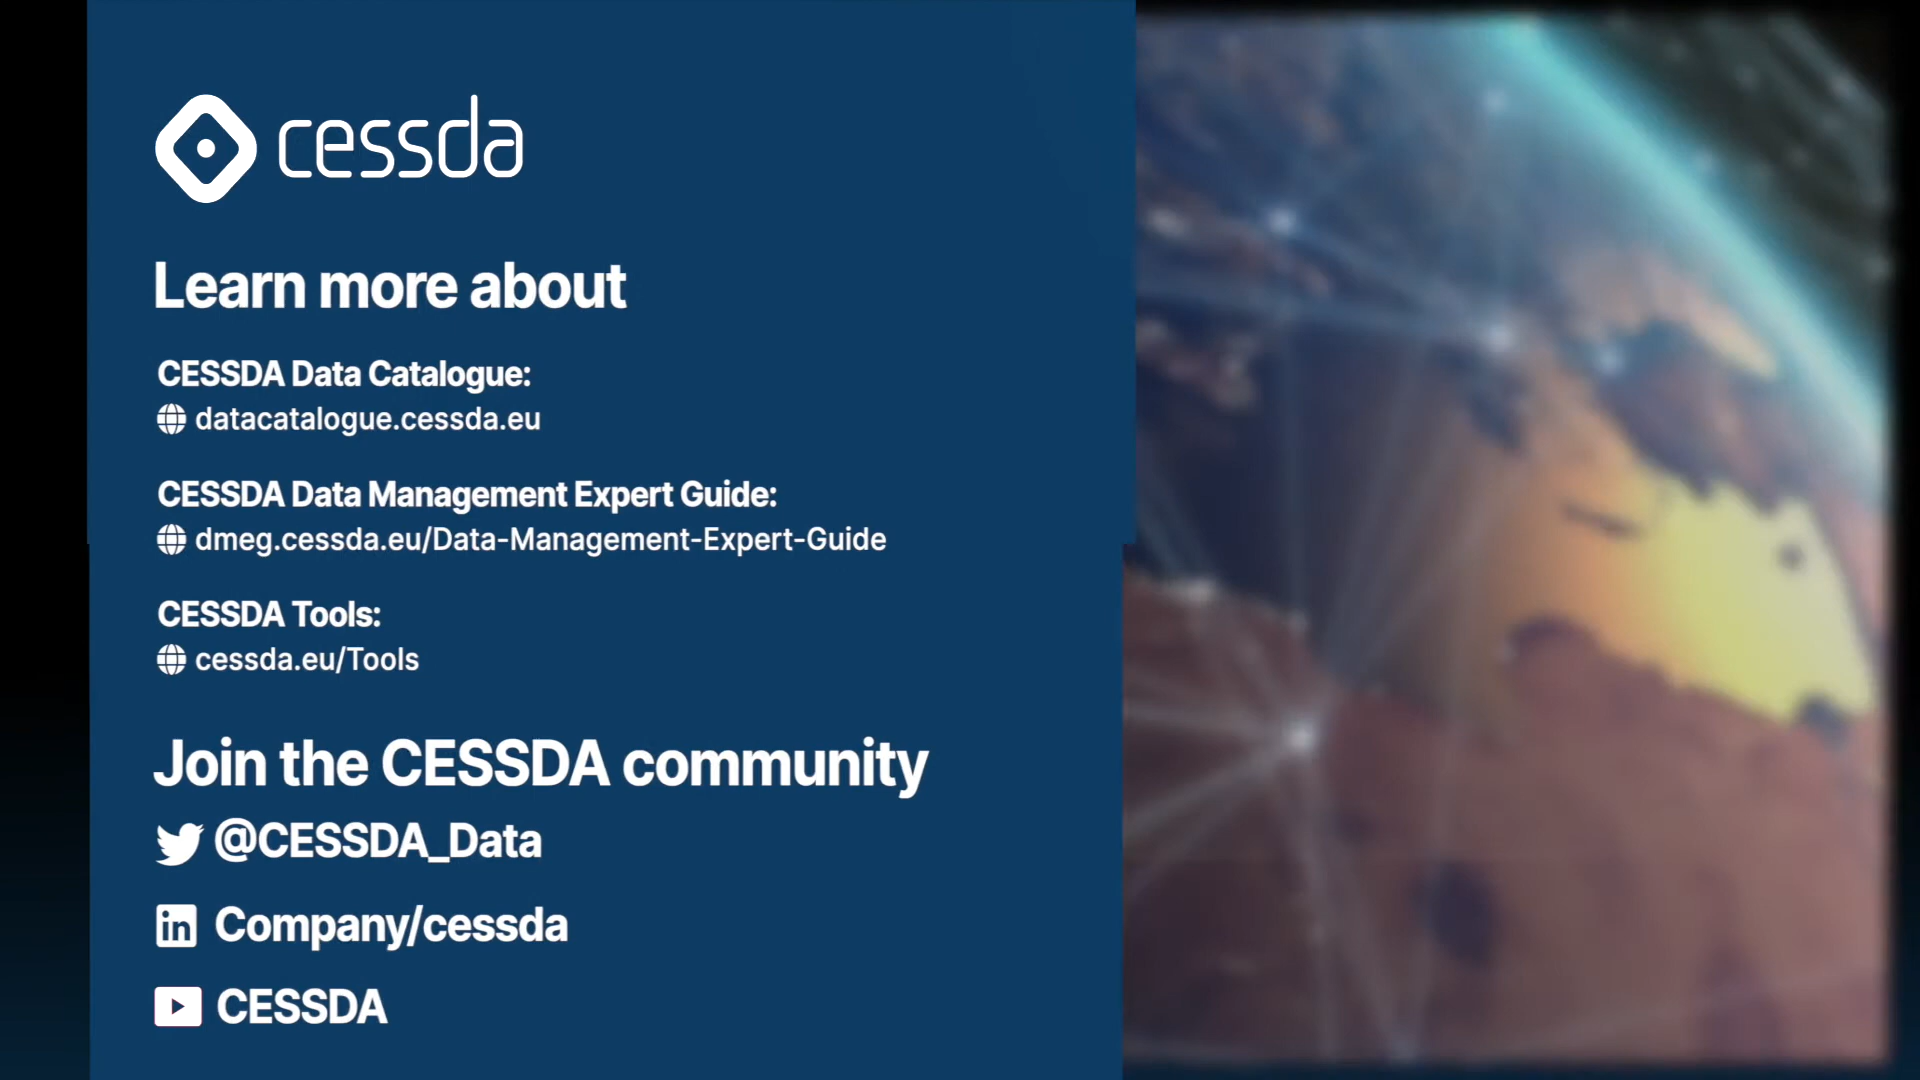 cessda
Learn more about
CESSDA Data Catalogue:
datacatalogue.cessda.eu
CESSDA Data Management Expert Guide:
dmeg.cessda.eu/Data-Management-Expert-Guide
CESSDA Tools:
cessda.eu/Tools
Join the CESSDA community
@CESSDA_Data
in Company/cessda
CESSDA